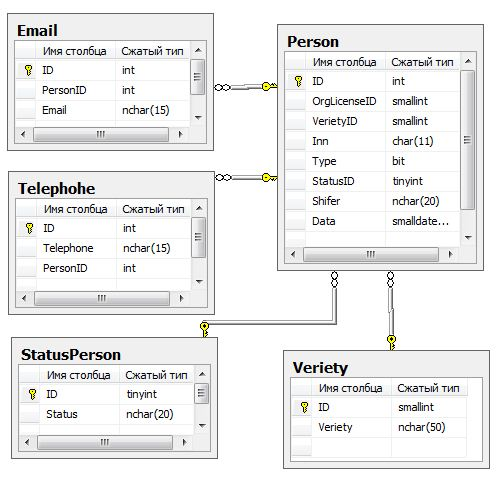 Email
Имя столбца Сжатый тип
ID int
PersonID int
Email nchar(15)
Person
Имя столбца Сжатый тип
ID int
OrgLicenseID smallint
VerietyID smallint
Inn char(11)
Type bit
StatusID tinyint
Shifer nchar(20)
Data smalldate...
Telephohe
Имя столбца Сжатый тип
ID int
Telephone nchar(15)
PersonID int
StatusPerson
Имя столбца Сжатый тип
ID tinyint
Status nchar(20)
Veriety
Имя столбца Сжатый тип
ID smallint
Veriety nchar(50)